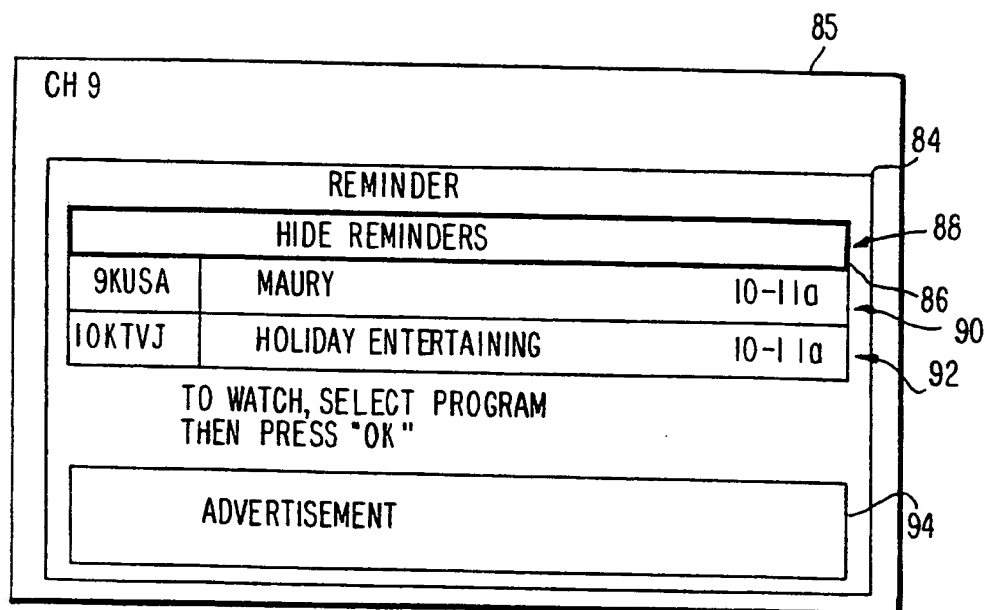 85
CH 9
84
REMINDER
HIDE REMINDERS
88
9KUSA MAURY 10-11a
86
90
10KTVJ HOLIDAY ENTERTAINING 10-11a
92
TO WATCH, SELECT PROGRAM
THEN PRESS "OK"
ADVERTISEMENT
94